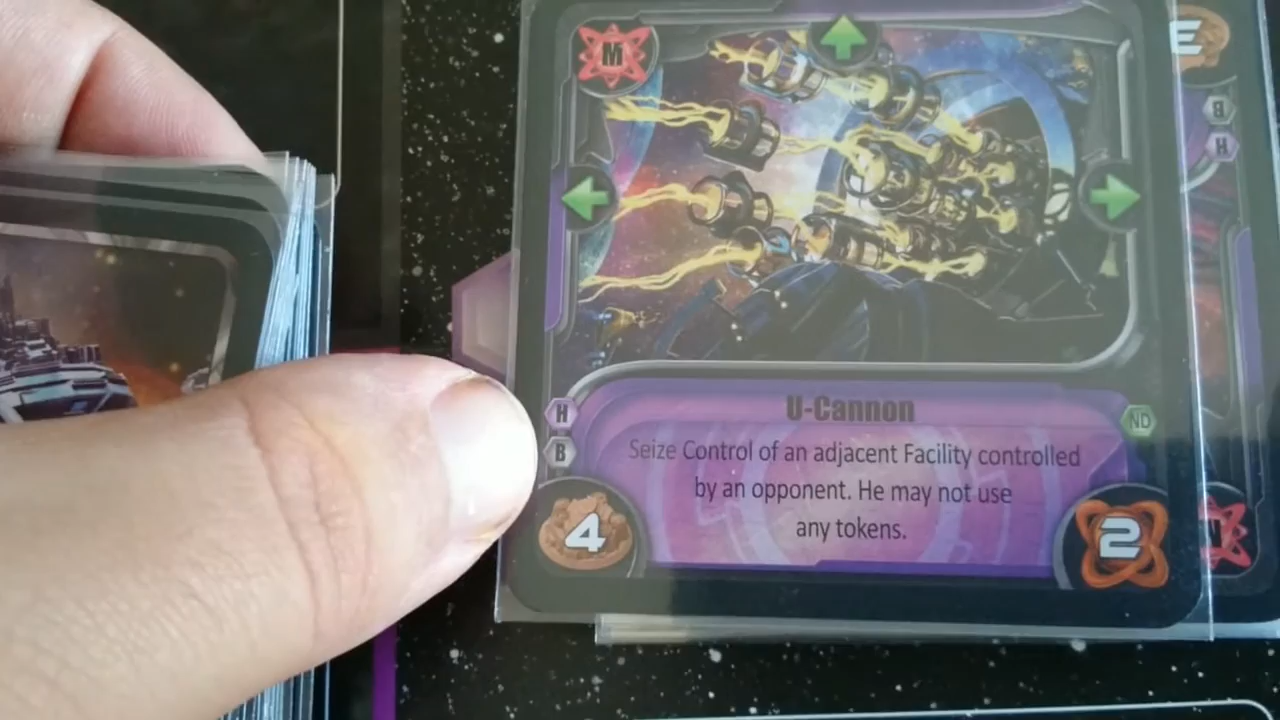 M
E
B
H
H
U-Cannon
ND
B
Seize Control of an adjacent Facility controlled
by an opponent. He may not use
any tokens.
4
2